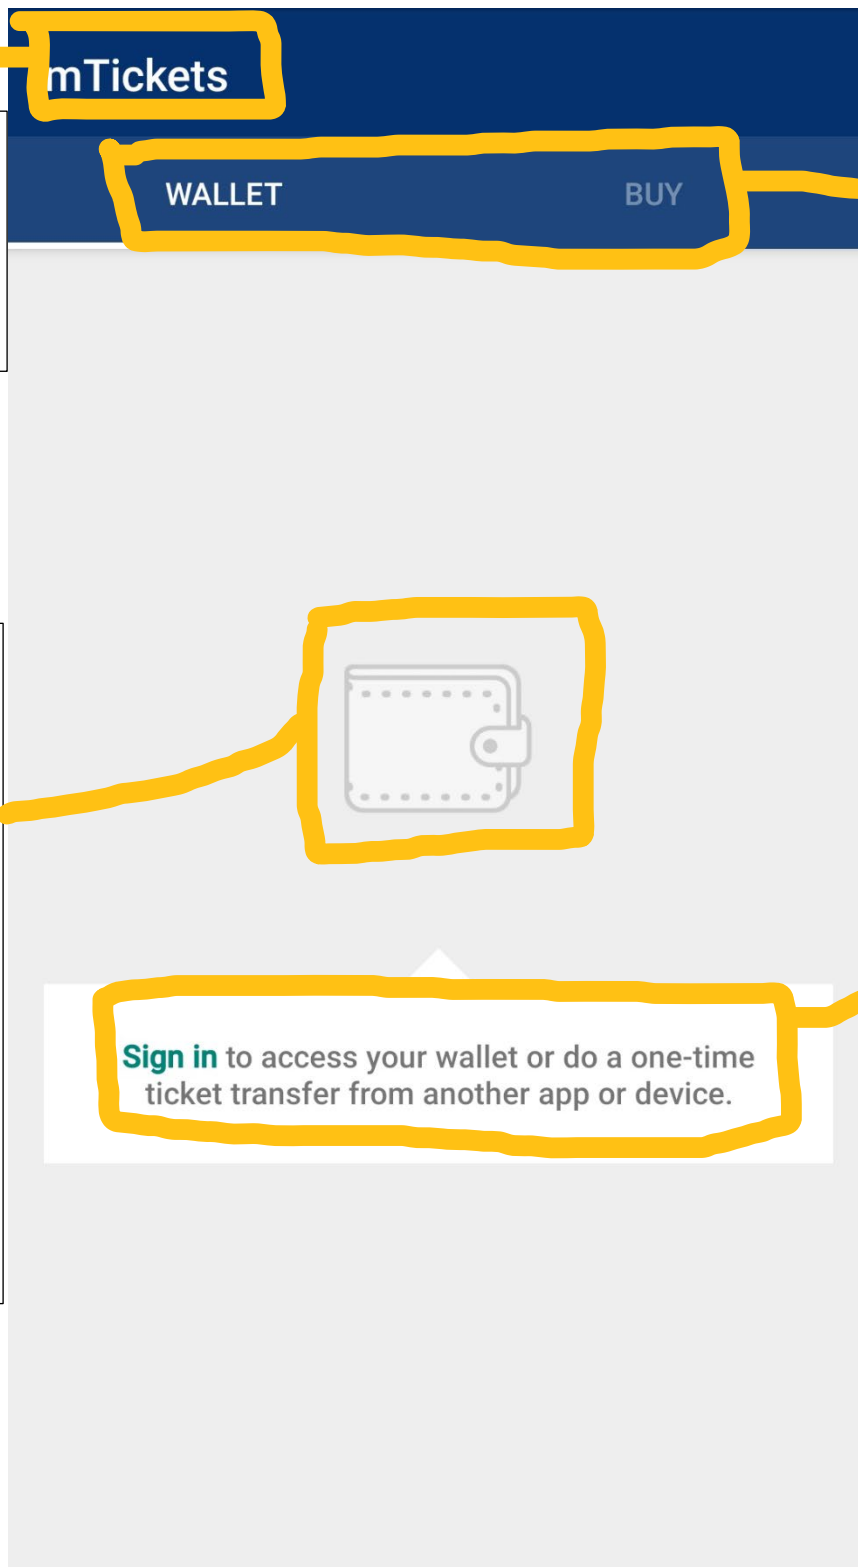 mTickets
WALLET BUY
Sign in to access your wallet or do a one-time
ticket transfer from another app or device.